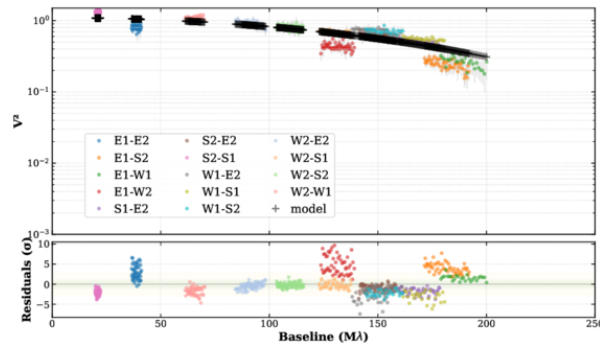 10⁰
10⁻¹
10⁻²
10⁻³
V²
E1-E2 S2-E2 W2-E2
E1-S2 S2-S1 W2-S1
E1-W1 W1-E2 W2-S2
E1-W2 W1-S1 W2-W1
S1-E2 W1-S2 model
10
5
0
−5
Residuals (σ)
0 50 100 150 200 250
Baseline (Mλ)